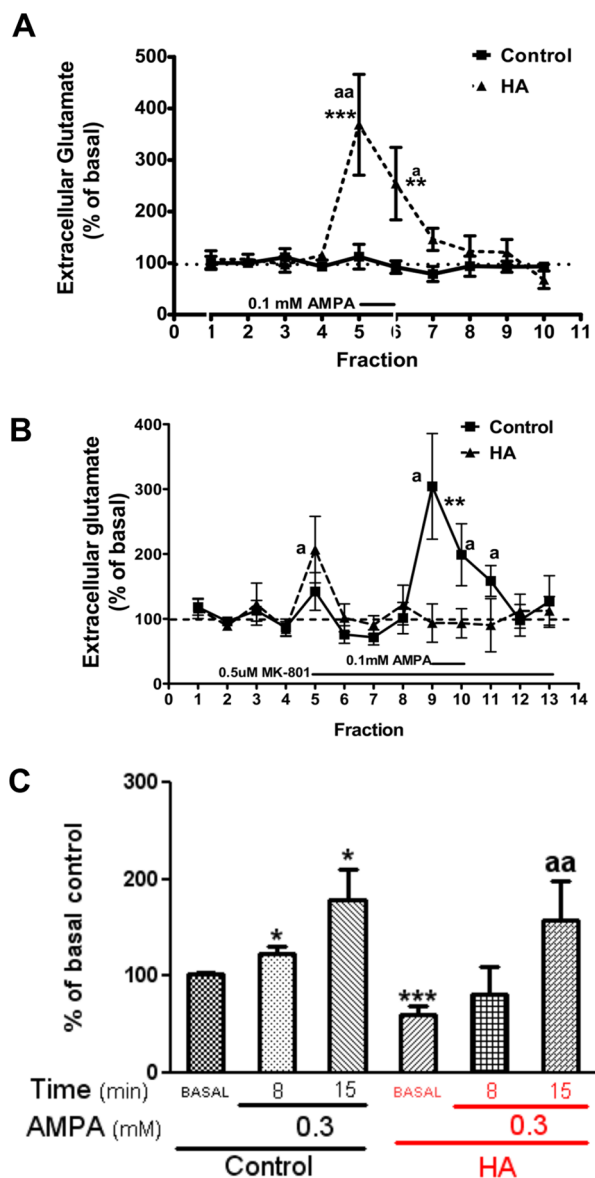 A
Extracellular Glutamate
(% of basal)
500
400
300
200
100
0
Control
HA
aa
***
a
**
0.1 mM AMPA
0 1 2 3 4 5 6 7 8 9 10 11
Fraction
B
Extracellular glutamate
(% of basal)
400
300
200
100
0
Control
HA
a
a
**
a
a
0.1mM AMPA
0.5uM MK-801
0 1 2 3 4 5 6 7 8 9 10 11 12 13 14
Fraction
C
% of basal control
300
200
100
0
*
*
***
aa
Time (min) BASAL 8 15 BASAL 8 15
AMPA (mM) 0.3 0.3
Control HA